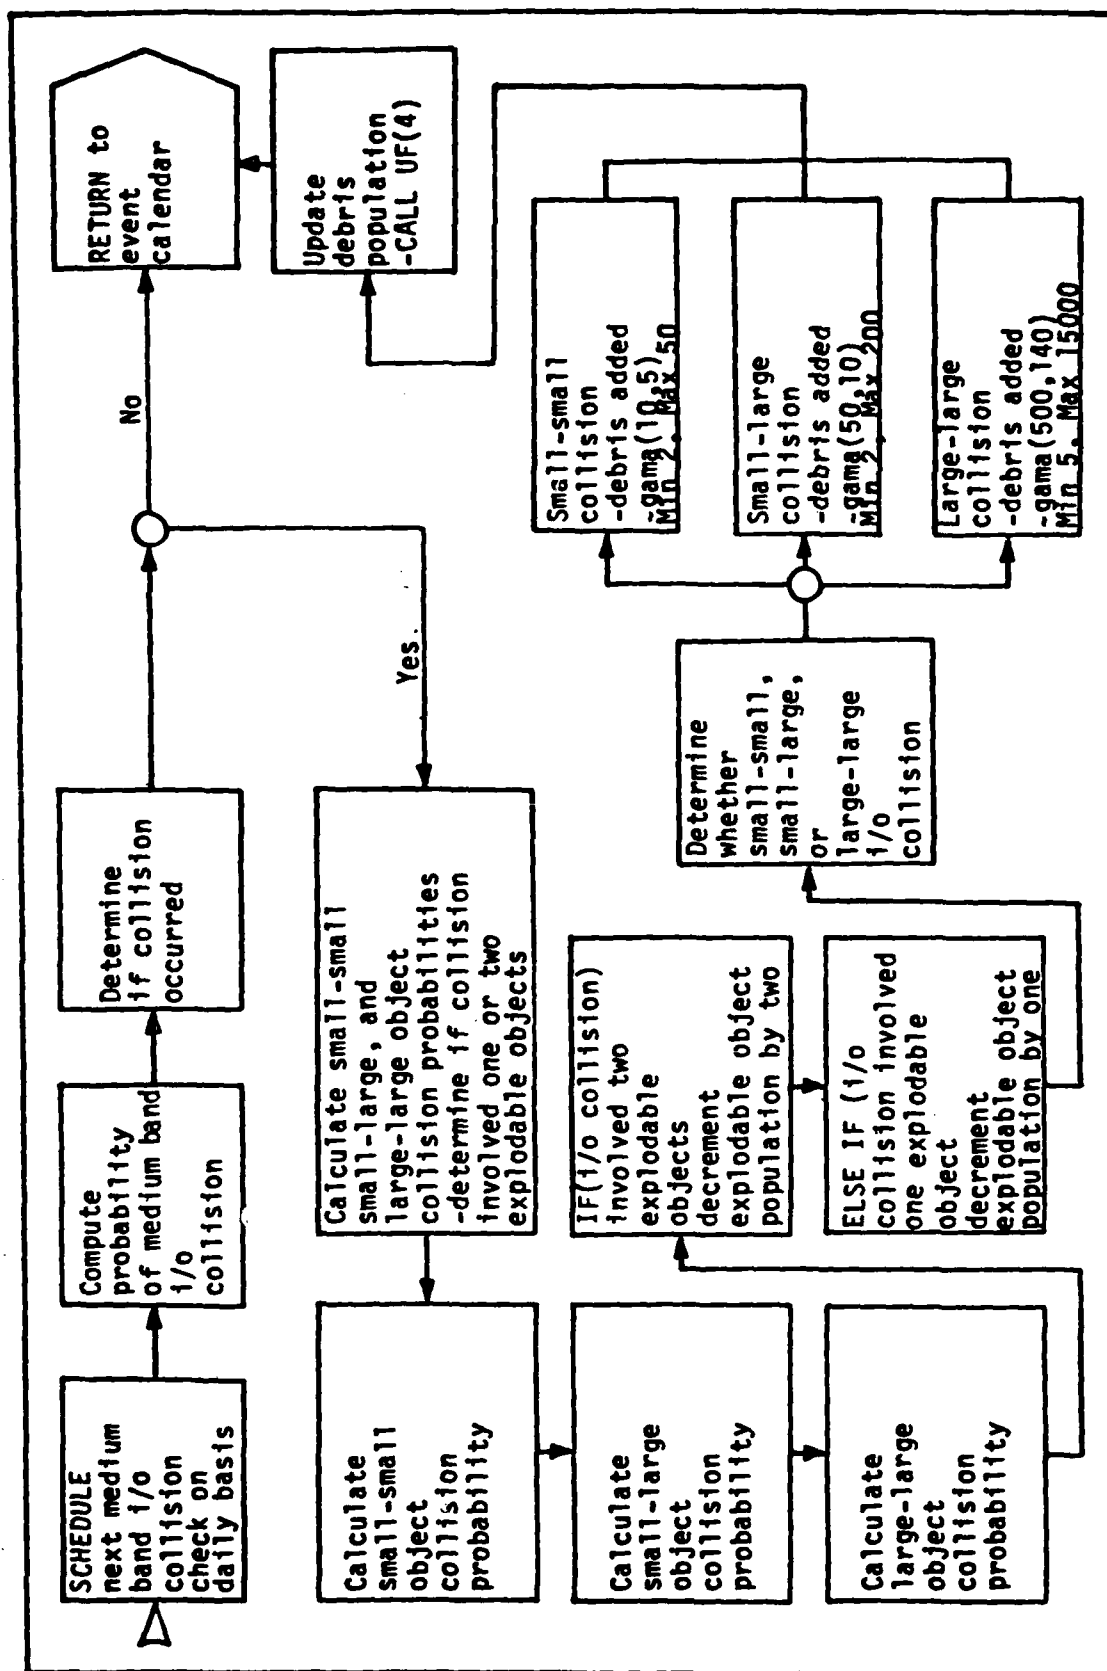 SCHEDULE
next medium
band i/o
collision
check on
daily basis
Compute
probability
of medium band
i/o
collision
Determine
if collision
occurred
No
RETURN to
event
calendar
Yes.
Calculate small-small
small-large, and
large-large object
collision probabilities
-determine if collision
involved one or two
explodable objects
Calculate
small-small
object
collision
probability
Calculate
small-large
object
collision
probability
Calculate
large-large
object
collision
probability
IF(i/o collision)
involved two
explodable
objects
decrement
explodable object
population by two
ELSE IF (i/o
collision involved
one explodable
object
decrement
explodable object
population by one
Determine
whether
small-small,
small-large,
or
large-large
i/o
collision
Small-small
collision
-debris added
~gama(10,5)
Min 2, Max 50
Small-large
collision
-debris added
-gama(50,10)
Min 2, Max 200
Large-large
collision
-debris added
~gama(500,140)
Min 5, Max 15000
Update
debris
population
-CALL UF(4)